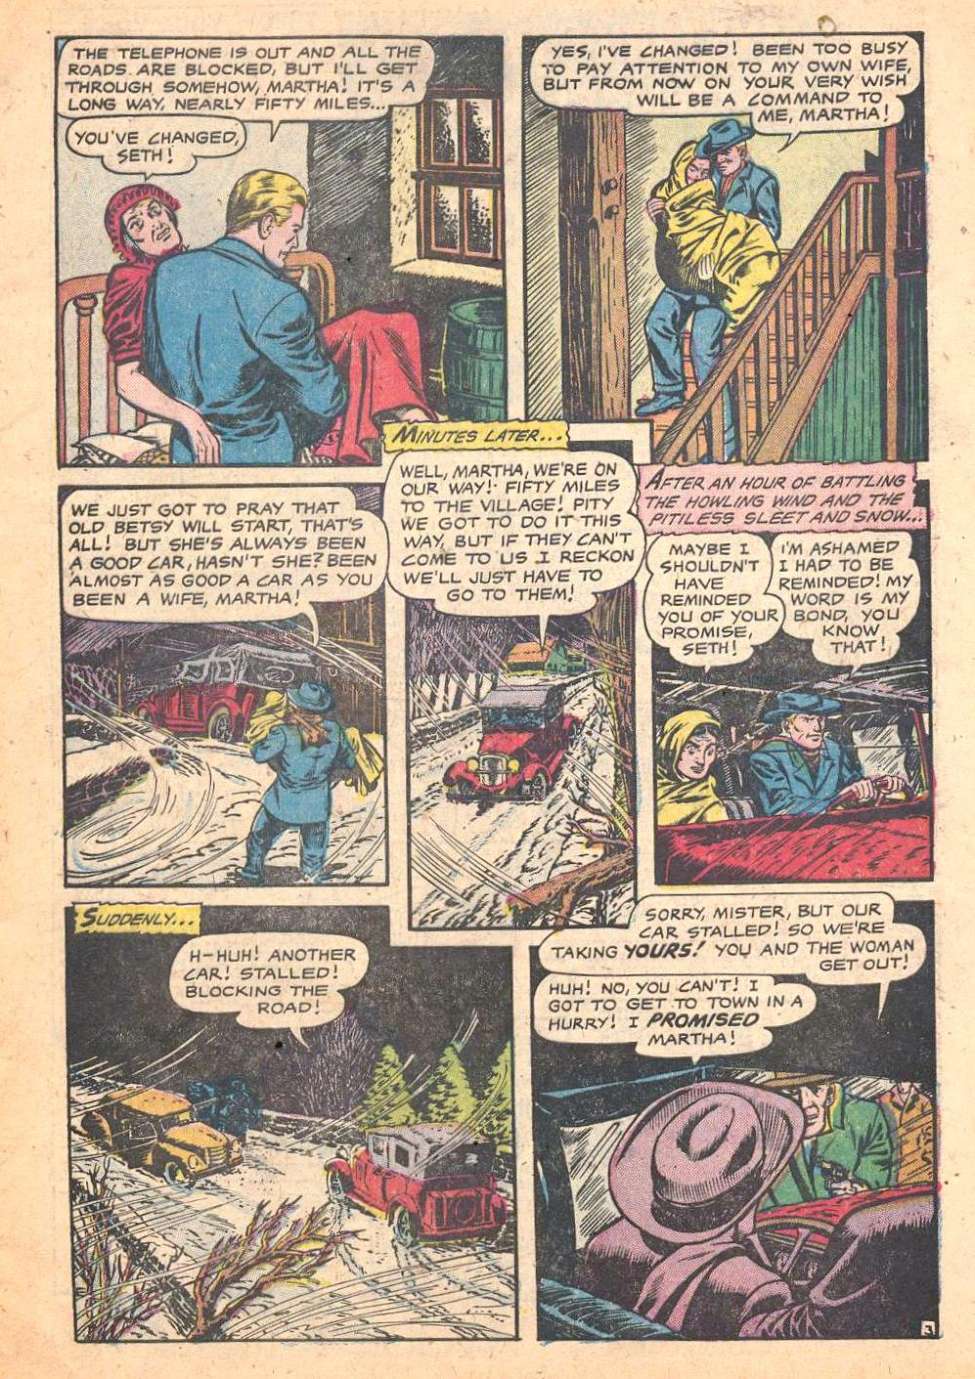 THE TELEPHONE IS OUT AND ALL THE
ROADS ARE BLOCKED, BUT I'LL GET
THROUGH SOMEHOW, MARTHA! IT'S A
LONG WAY, NEARLY FIFTY MILES...
YOU'VE CHANGED,
SETH!
YES, I'VE CHANGED! BEEN TOO BUSY
TO PAY ATTENTION TO MY OWN WIFE,
BUT FROM NOW ON YOUR VERY WISH
WILL BE A COMMAND TO
ME, MARTHA!
WE JUST GOT TO PRAY THAT
OLD BETSY WILL START, THAT'S
ALL! BUT SHE'S ALWAYS BEEN
A GOOD CAR, HASN'T SHE? BEEN
ALMOST AS GOOD A CAR AS YOU
BEEN A WIFE, MARTHA!
MINUTES LATER...
WELL, MARTHA, WE'RE ON
OUR WAY! FIFTY MILES
TO THE VILLAGE! PITY
WE GOT TO DO IT THIS
WAY, BUT IF THEY CAN'T
COME TO US I RECKON
WE'LL JUST HAVE TO
GO TO THEM!
AFTER AN HOUR OF BATTLING
THE HOWLING WIND AND THE
PITILESS SLEET AND SNOW...
MAYBE I
SHOULDN'T
HAVE
REMINDED
YOU OF YOUR
PROMISE,
SETH!
I'M ASHAMED
I HAD TO BE
REMINDED! MY
WORD IS MY
BOND, YOU
KNOW
THAT!
SUDDENLY...
H-HUH! ANOTHER
CAR! STALLED!
BLOCKING THE
ROAD!
SORRY, MISTER, BUT OUR
CAR STALLED! SO WE'RE
TAKING YOURS! YOU AND THE WOMAN
GET OUT!
HUH! NO, YOU CAN'T! I
GOT TO GET TO TOWN IN A
HURRY! I PROMISED
MARTHA!
3